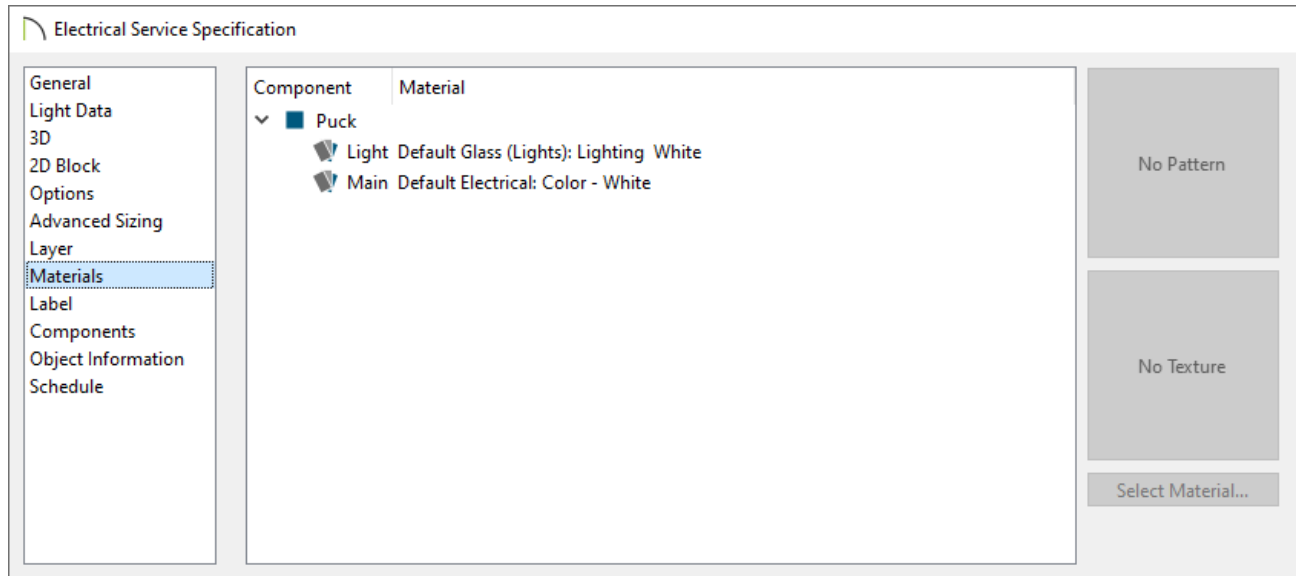 Electrical Service Specification
General
Light Data
3D
2D Block
Options
Advanced Sizing
Layer
Materials
Label
Components
Object Information
Schedule
Component Material
Puck
Light Default Glass (Lights): Lighting  White
Main Default Electrical: Color - White
No Pattern
No Texture
Select Material...